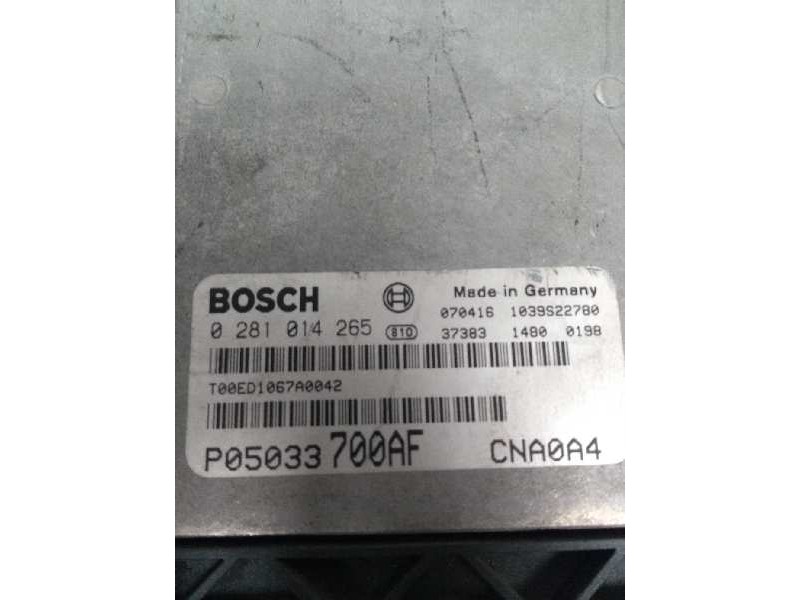 BOSCH
Made in Germany
0 281 014 265 810
070416 1039S22780
37383 1480 0198
T00ED1067A0042
P05033 700AF CNA0A4